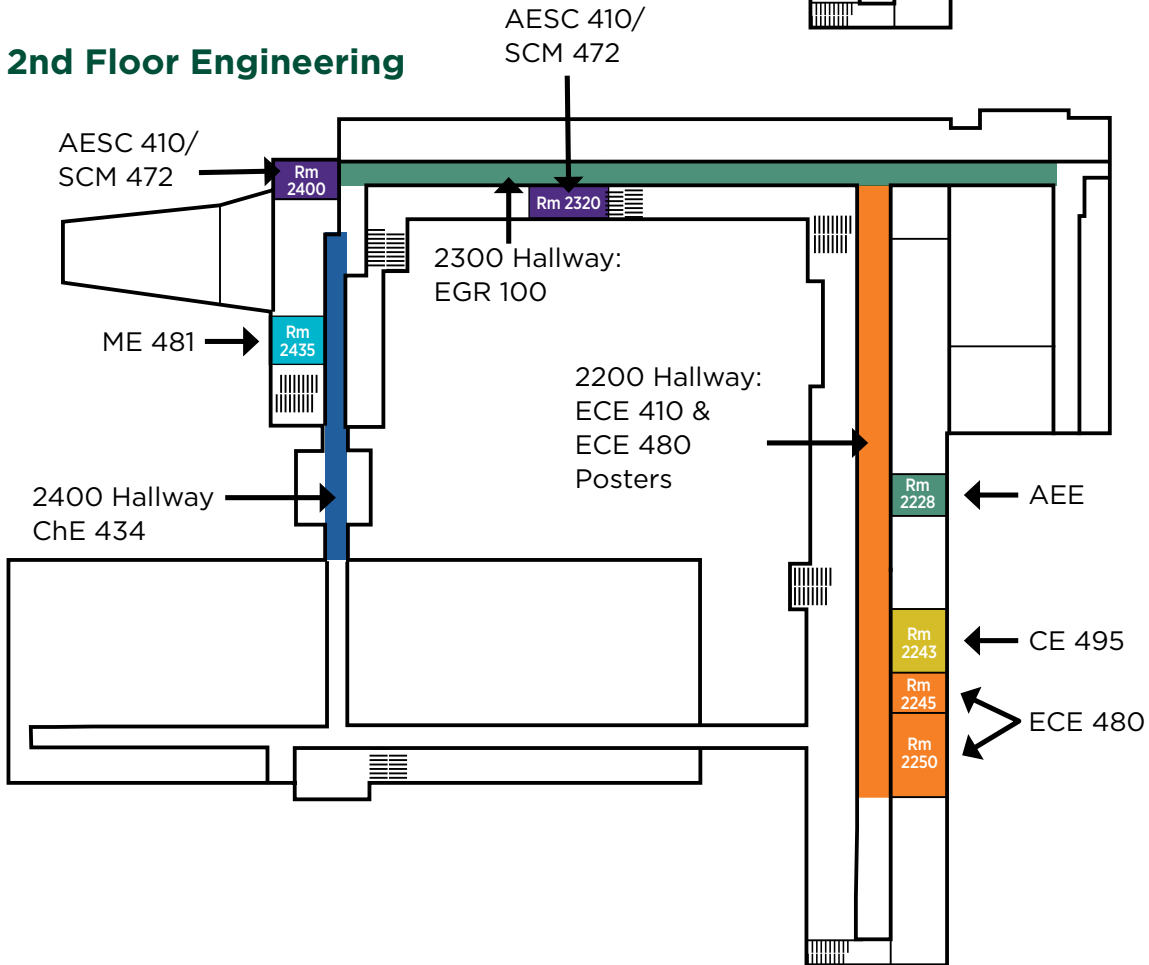 AESC 410/
SCM 472
2nd Floor Engineering
AESC 410/
SCM 472
Rm
2400
Rm 2320
2300 Hallway:
EGR 100
ME 481
Rm
2435
2200 Hallway:
ECE 410 &
ECE 480
Posters
2400 Hallway
ChE 434
Rm
2228
AEE
Rm
2243
CE 495
Rm
2245
ECE 480
Rm
2250